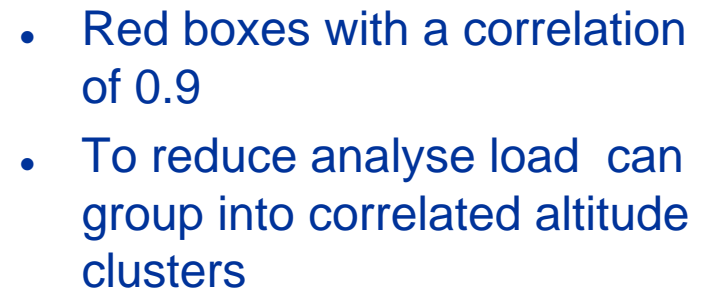 • Red boxes with a correlation
of 0.9
• To reduce analyse load  can
group into correlated altitude
clusters